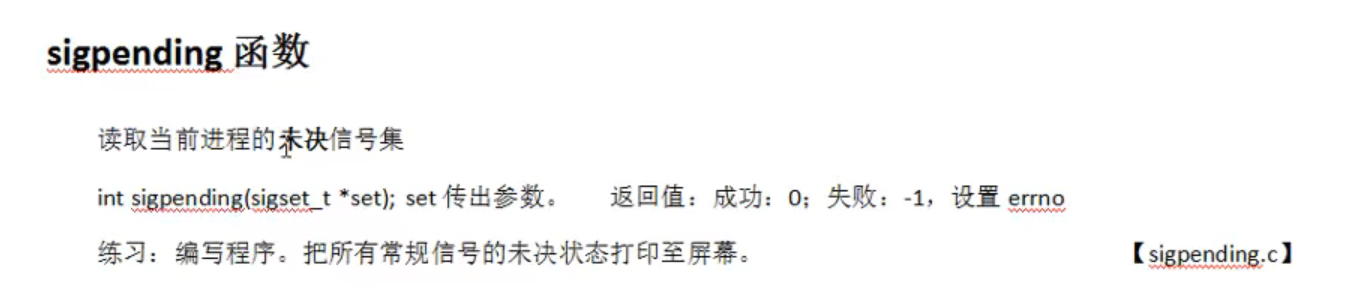 sigpending 函数
读取当前进程的未决信号集
int sigpending(sigset_t *set); set 传出参数。 返回值：成功：0；失败：-1，设置 errno
练习：编写程序。把所有常规信号的未决状态打印至屏幕。 【sigpending.c】